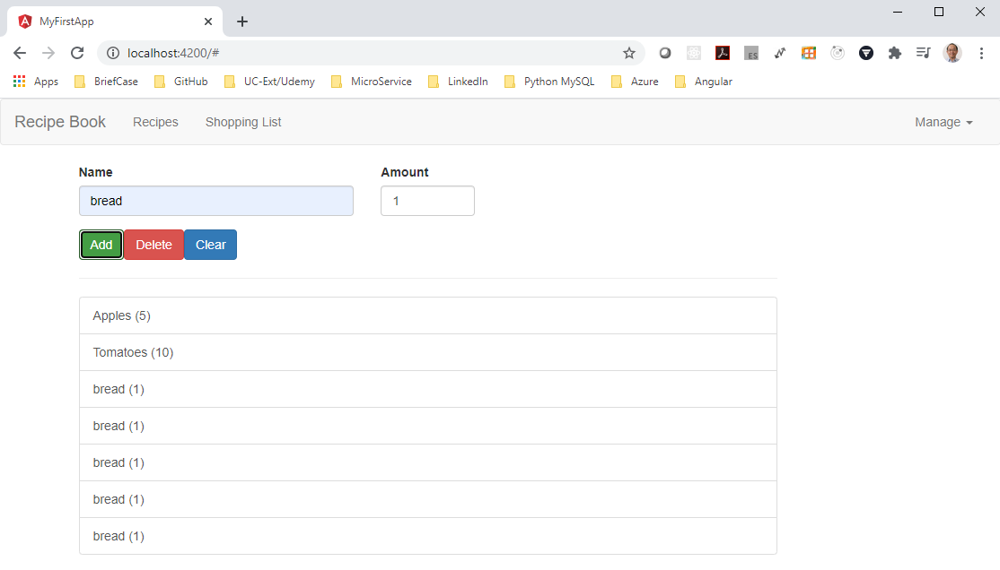 MyFirstApp
localhost:4200/#
ES
Apps BriefCase GitHub UC-Ext/Udemy MicroService LinkedIn Python MySQL Azure Angular
Recipe Book Recipes Shopping List Manage
Name Amount
bread 1
Add Delete Clear
Apples (5)
Tomatoes (10)
bread (1)
bread (1)
bread (1)
bread (1)
bread (1)